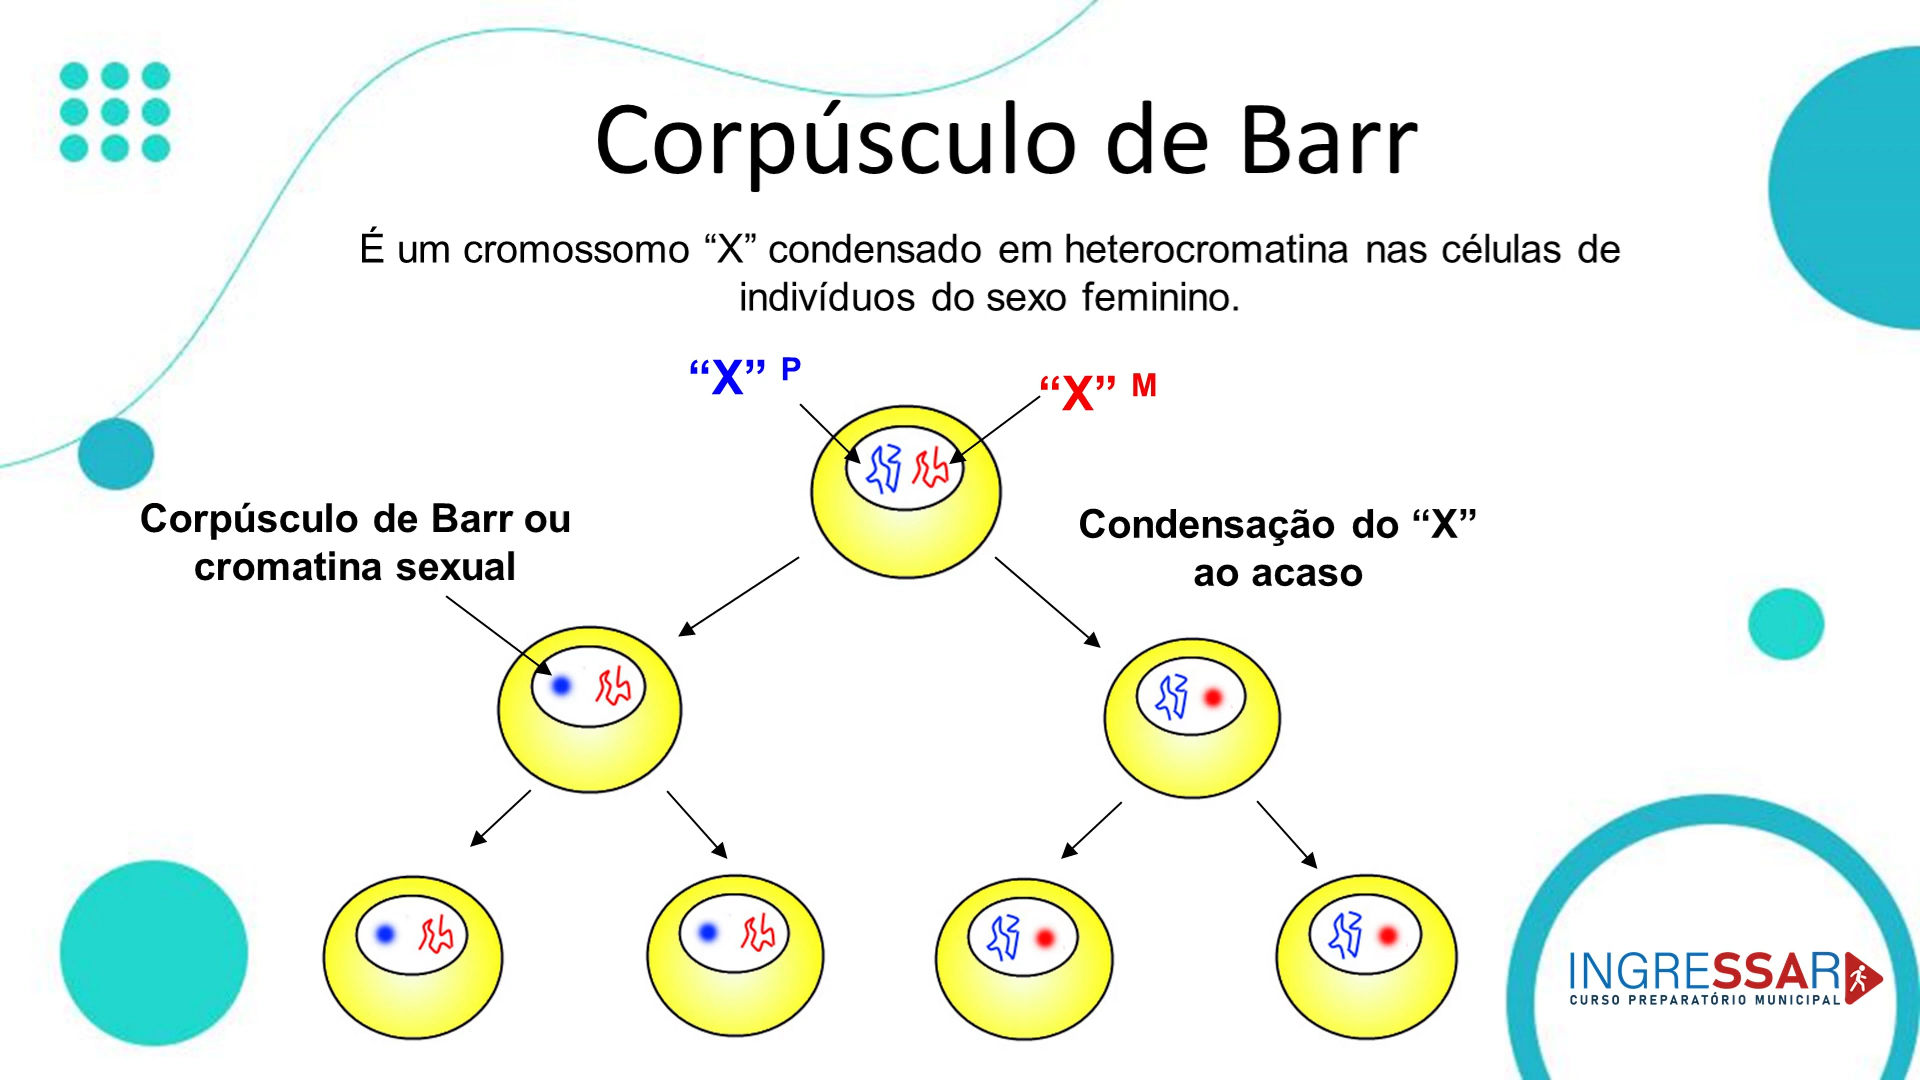 Corpúsculo de Barr
É um cromossomo “X” condensado em heterocromatina nas células de
indivíduos do sexo feminino.
“X” P
“X” M
Corpúsculo de Barr ou
cromatina sexual
Condensação do “X”
ao acaso
INGRESSAR
CURSO PREPARATÓRIO MUNICIPAL